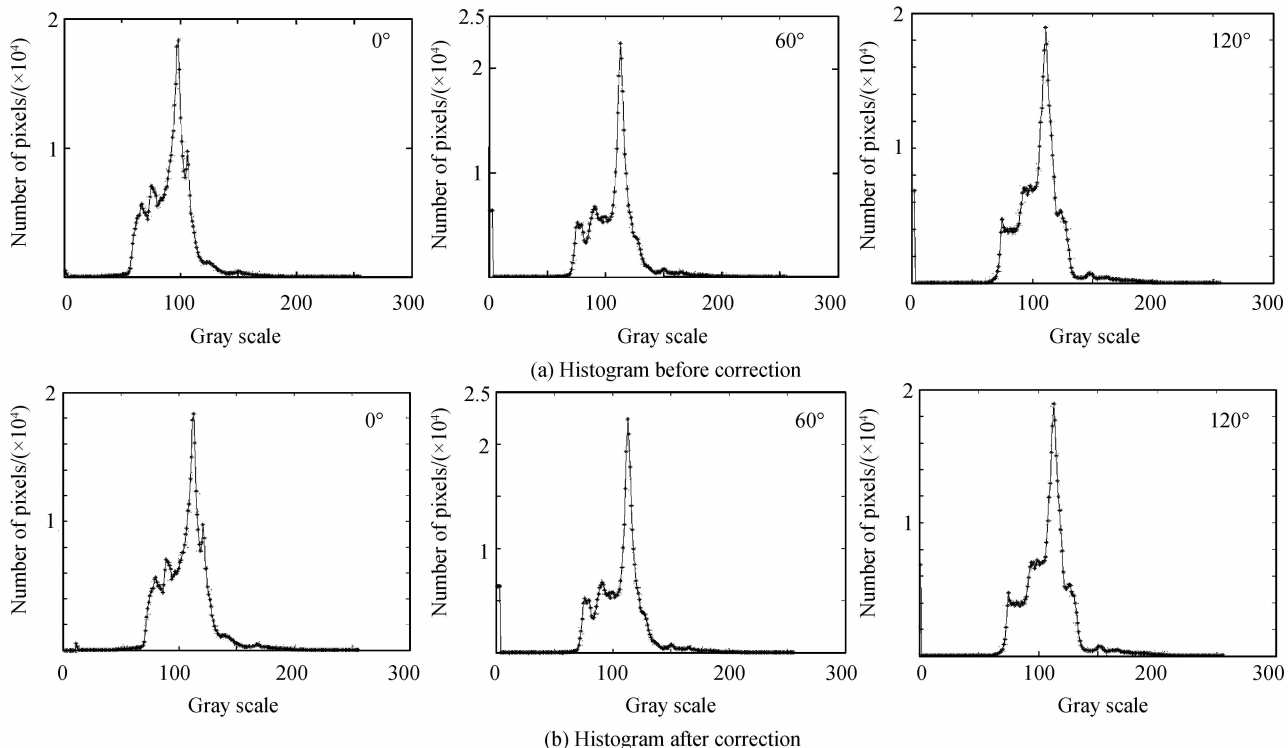 2
0°
1
Number of pixels/(×10⁴)
0 100 200 300
Gray scale
2.5
60°
2
1
Number of pixels/(×10⁴)
0 100 200 300
Gray scale
2
120°
1
Number of pixels/(×10⁴)
0 100 200 300
Gray scale
(a) Histogram before correction
2
0°
1
Number of pixels/(×10⁴)
0 100 200 300
Gray scale
2.5
60°
2
1
Number of pixels/(×10⁴)
0 100 200 300
Gray scale
2
120°
1
Number of pixels/(×10⁴)
0 100 200 300
Gray scale
(b) Histogram after correction